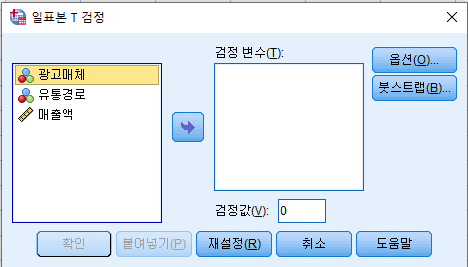 일표본 T 검정
검정 변수(T):
광고매체
유통경로
매출액
옵션(O)...
붓스트랩(B)...
검정값(V): 0
확인 붙여넣기(P) 재설정(R) 취소 도움말